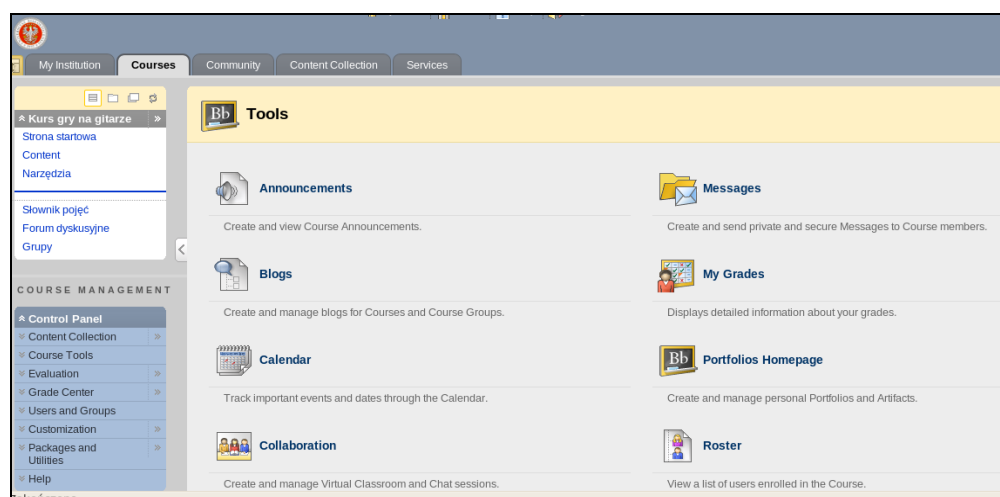 My Institution
Courses
Community
Content Collection
Services
Kurs gry na gitarze
Strona startowa
Content
Narzędzia
Słownik pojęć
Forum dyskusyjne
Grupy
COURSE MANAGEMENT
Control Panel
Content Collection
Course Tools
Evaluation
Grade Center
Users and Groups
Customization
Packages and
Utilities
Help
Bb Tools
Announcements
Create and view Course Announcements.
Blogs
Create and manage blogs for Courses and Course Groups.
Calendar
Track important events and dates through the Calendar.
Collaboration
Create and manage Virtual Classroom and Chat sessions.
Messages
Create and send private and secure Messages to Course members.
My Grades
Displays detailed information about your grades.
Bb Portfolios Homepage
Create and manage personal Portfolios and Artifacts.
Roster
View a list of users enrolled in the Course.